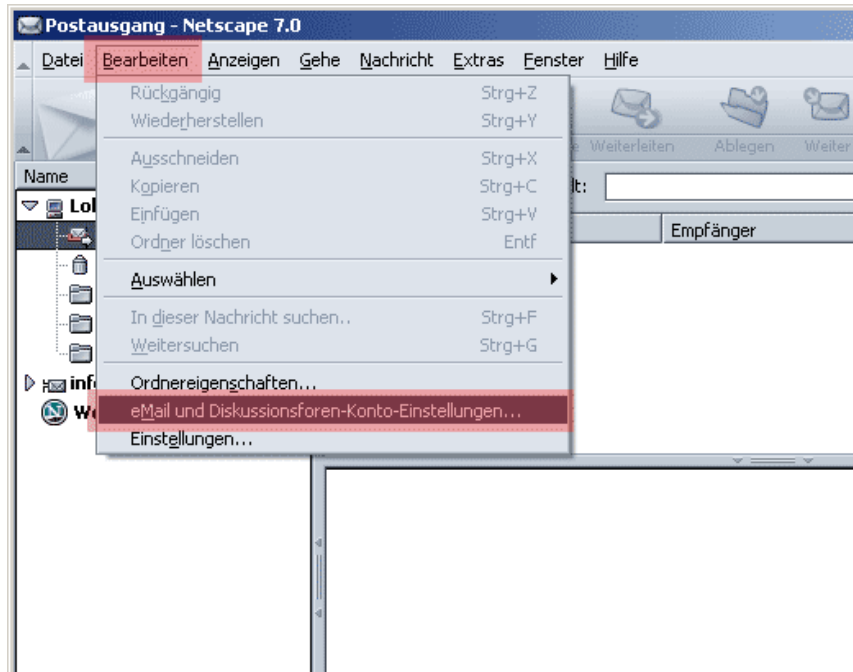 Postausgang - Netscape 7.0
Datei Bearbeiten Anzeigen Gehe Nachricht Extras Fenster Hilfe
Rückgängig Strg+Z
Wiederherstellen Strg+Y
Weiterleiten Ablegen Weiter
Ausschneiden Strg+X
Name
Kopieren Strg+C
Einfügen Strg+V
Ordner löschen Entf
Empfänger
Auswählen
In dieser Nachricht suchen.. Strg+F
Weitersuchen Strg+G
Ordnereigenschaften...
eMail und Diskussionsforen-Konto-Einstellungen...
Einstellungen...